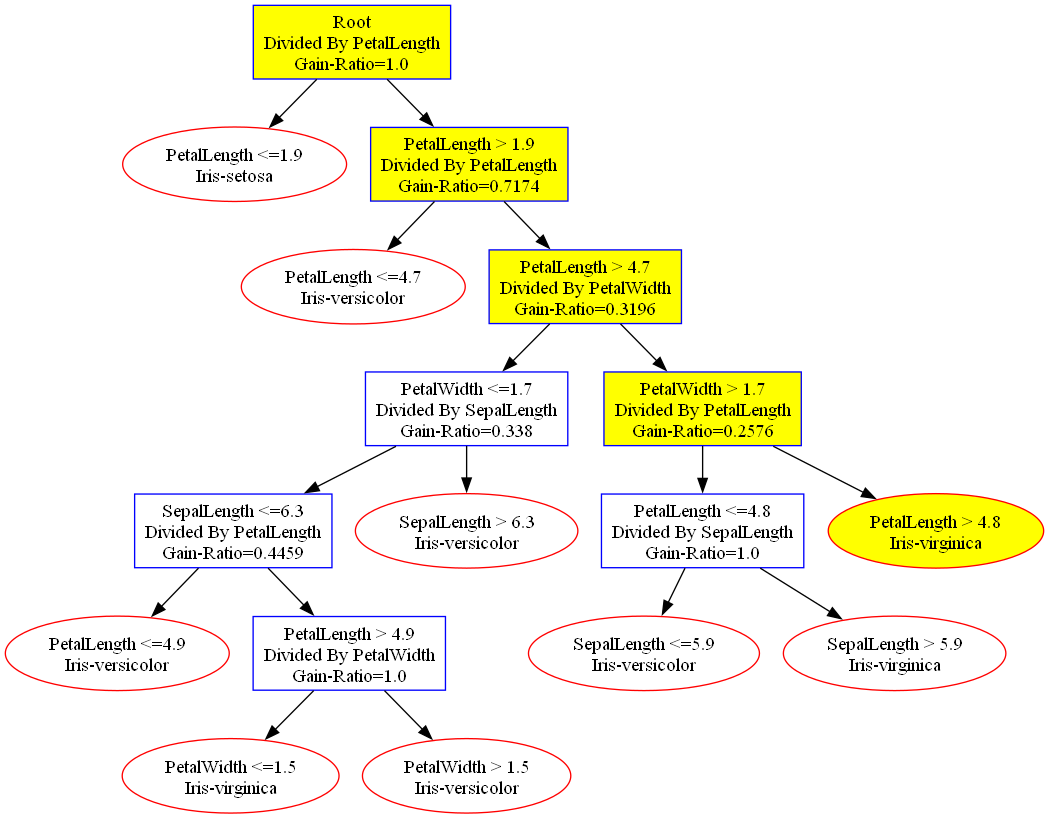 Root
Divided By PetalLength
Gain-Ratio=1.0
PetalLength <=1.9
Iris-setosa
PetalLength > 1.9
Divided By PetalLength
Gain-Ratio=0.7174
PetalLength <=4.7
Iris-versicolor
PetalLength > 4.7
Divided By PetalWidth
Gain-Ratio=0.3196
PetalWidth <=1.7
Divided By SepalLength
Gain-Ratio=0.338
PetalWidth > 1.7
Divided By PetalLength
Gain-Ratio=0.2576
SepalLength <=6.3
Divided By PetalLength
Gain-Ratio=0.4459
SepalLength > 6.3
Iris-versicolor
PetalLength <=4.8
Divided By SepalLength
Gain-Ratio=1.0
PetalLength > 4.8
Iris-virginica
PetalLength <=4.9
Iris-versicolor
PetalLength > 4.9
Divided By PetalWidth
Gain-Ratio=1.0
SepalLength <=5.9
Iris-versicolor
SepalLength > 5.9
Iris-virginica
PetalWidth <=1.5
Iris-virginica
PetalWidth > 1.5
Iris-versicolor